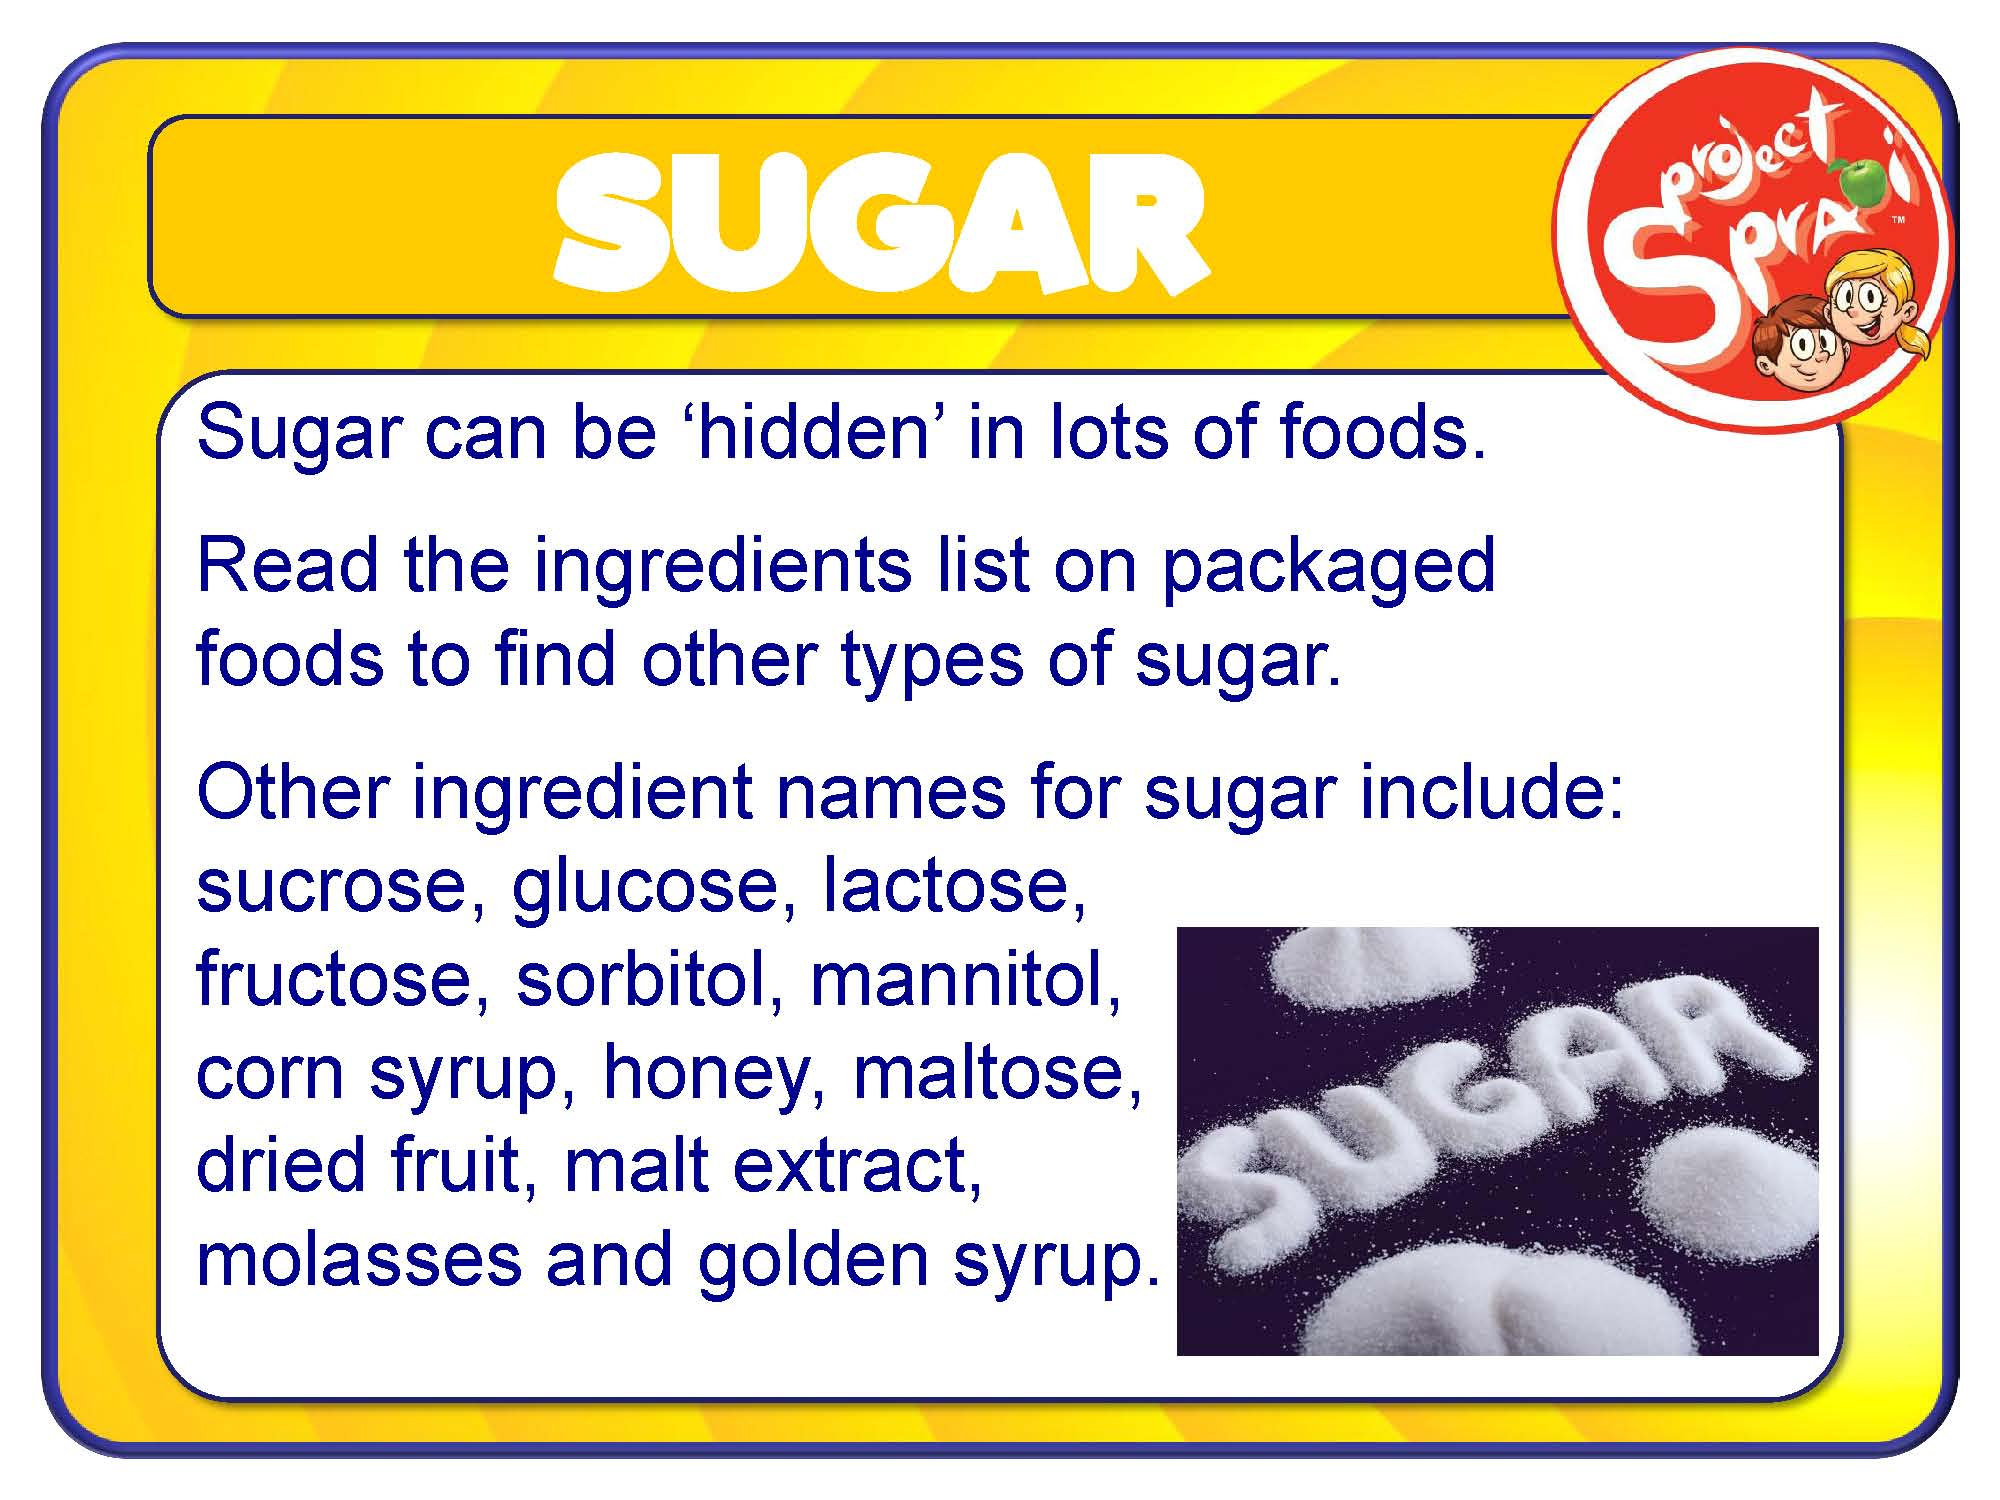 SUGAR
project
Spraoi
TM
Sugar can be ‘hidden’ in lots of foods.
Read the ingredients list on packaged
foods to find other types of sugar.
Other ingredient names for sugar include:
sucrose, glucose, lactose,
fructose, sorbitol, mannitol,
corn syrup, honey, maltose,
dried fruit, malt extract,
molasses and golden syrup.
SUGAR